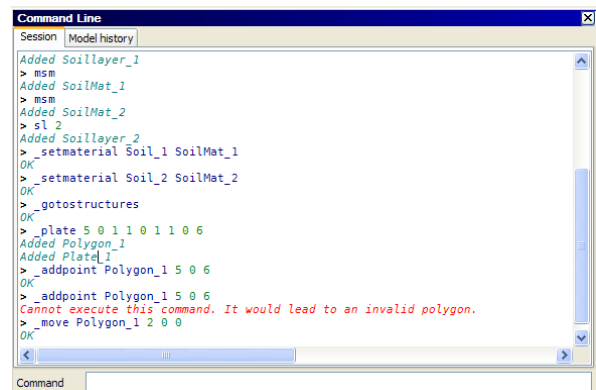 Command Line
Session Model history
Added Soillayer_1
> msm
Added SoilMat_1
> msm
Added SoilMat_2
> sl 2
Added Soillayer_2
> _setmaterial Soil_1 SoilMat_1
OK
> _setmaterial Soil_2 SoilMat_2
OK
> _gotostructures
OK
> _plate 5 0 1 1 0 1 1 0 6
Added Polygon_1
Added Plate_1
> _addpoint Polygon_1 5 0 6
OK
> _addpoint Polygon_1 5 0 6
Cannot execute this command. It would lead to an invalid polygon.
> _move Polygon_1 2 0 0
OK
Command